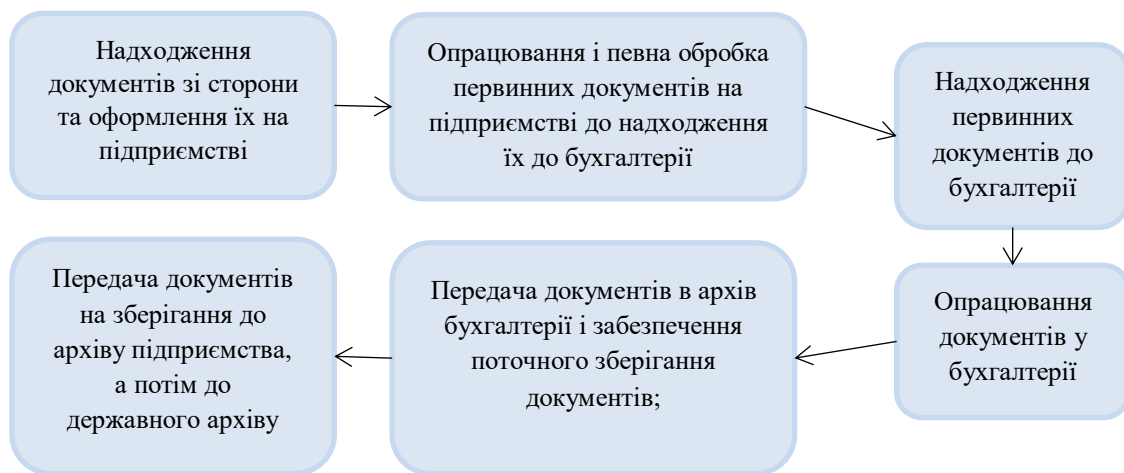 Надходження
документів зі сторони
та оформлення їх на
підприємстві
Опрацювання і певна обробка
первинних документів на
підприємстві до надходження
їх до бухгалтерії
Надходження
первинних
документів до
бухгалтерії
Опрацювання
документів у
бухгалтерії
Передача документів в архів
бухгалтерії і забезпечення
поточного зберігання
документів;
Передача документів
на зберігання до
архіву підприємства,
а потім до
державного архіву